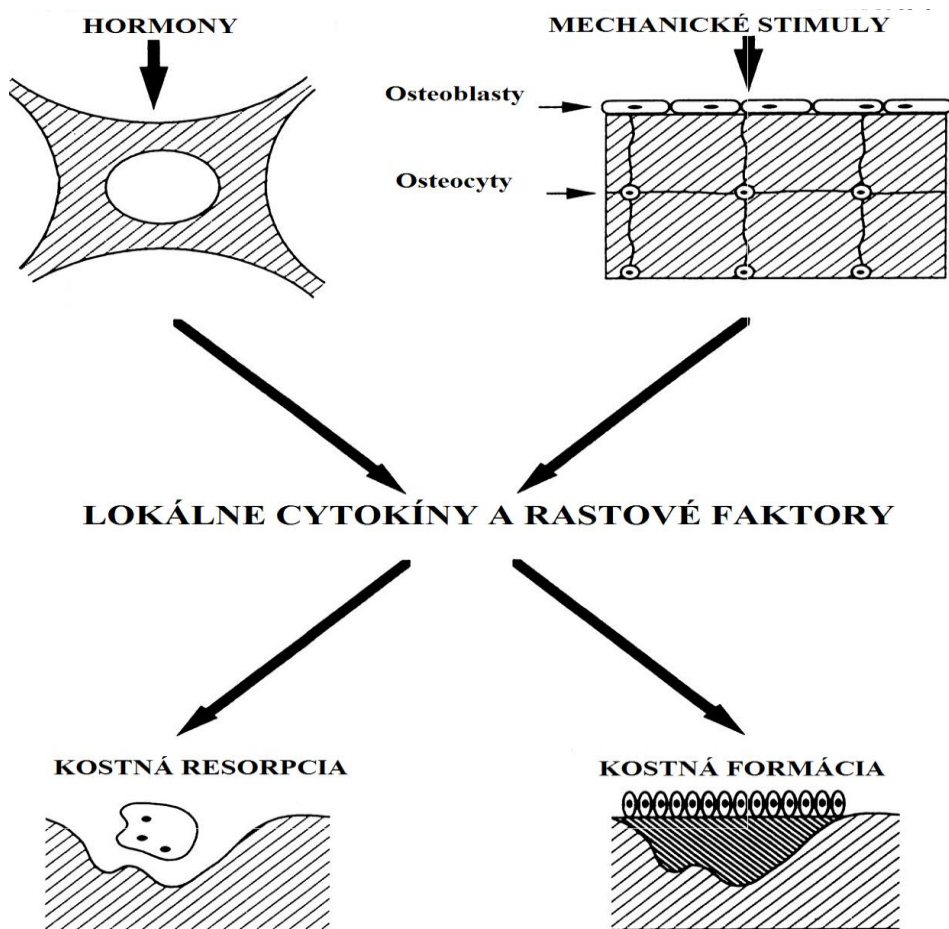 HORMONY
MECHANICKÉ STIMULY
Osteoblasty
Osteocyty
LOKÁLNE CYTOKÍNY A RASTOVÉ FAKTORY
KOSTNÁ RESORPCIA
KOSTNÁ FORMÁCIA